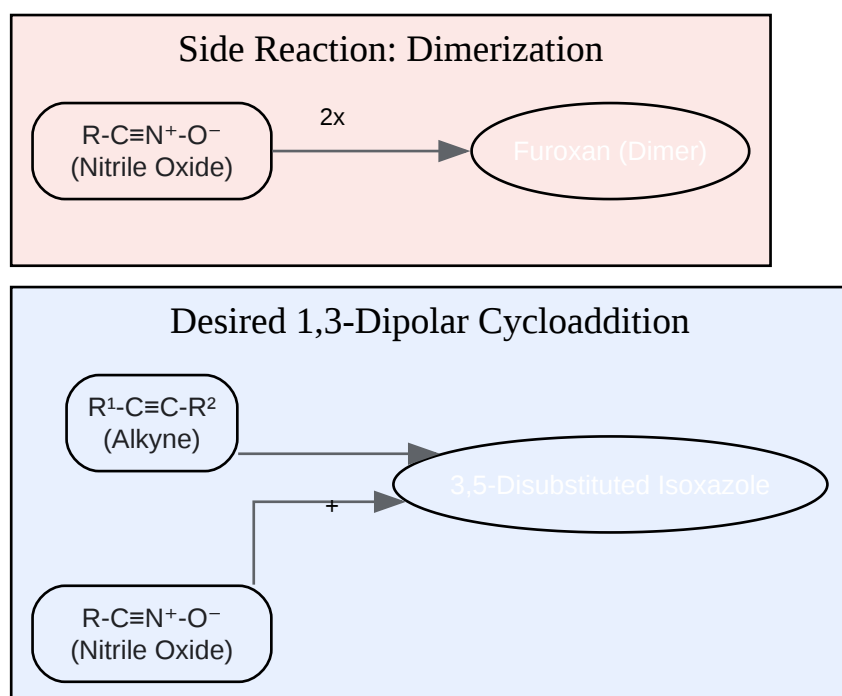 Side Reaction: Dimerization
R-C≡N⁺-O⁻
(Nitrile Oxide)
2x
Furoxan (Dimer)
Desired 1,3-Dipolar Cycloaddition
R¹-C≡C-R²
(Alkyne)
3,5-Disubstituted Isoxazole
+
R-C≡N⁺-O⁻
(Nitrile Oxide)